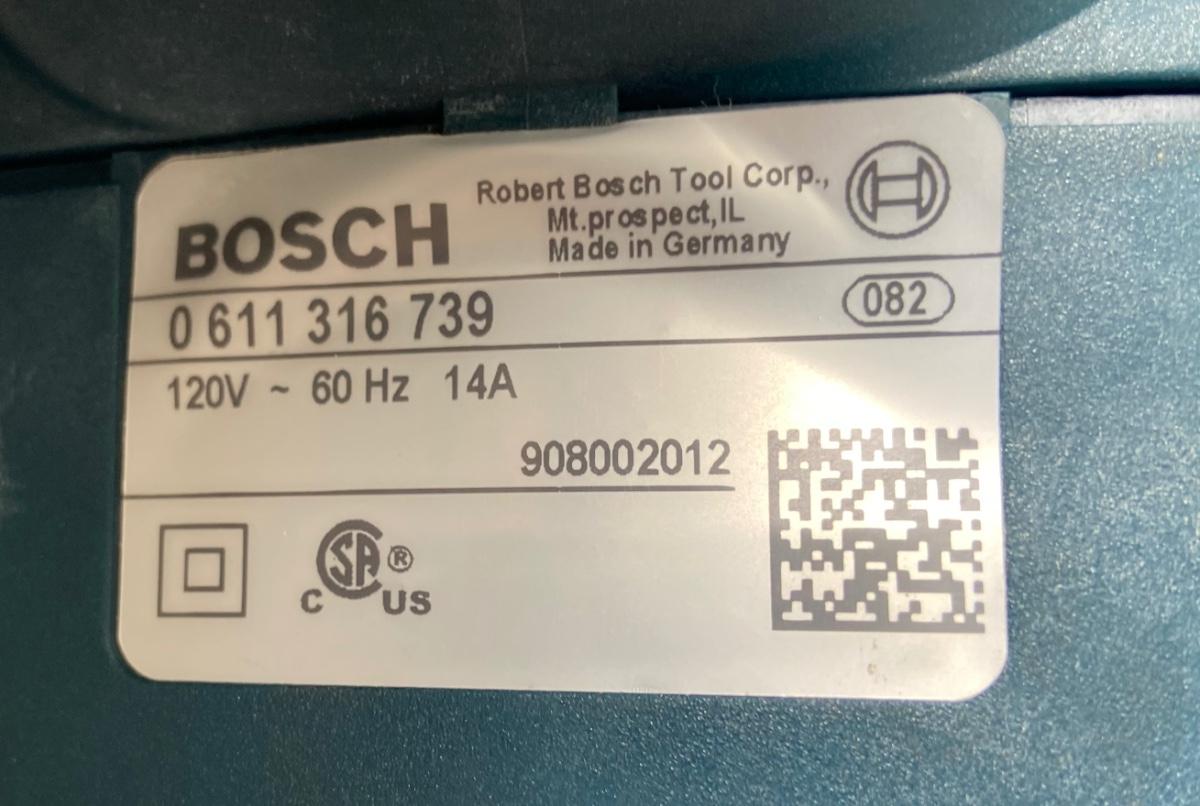 BOSCH
Robert Bosch Tool Corp.,
Mt.prospect,IL
Made in Germany
0 611 316 739
082
120V ~ 60 Hz 14A
908002012
C SA ® US